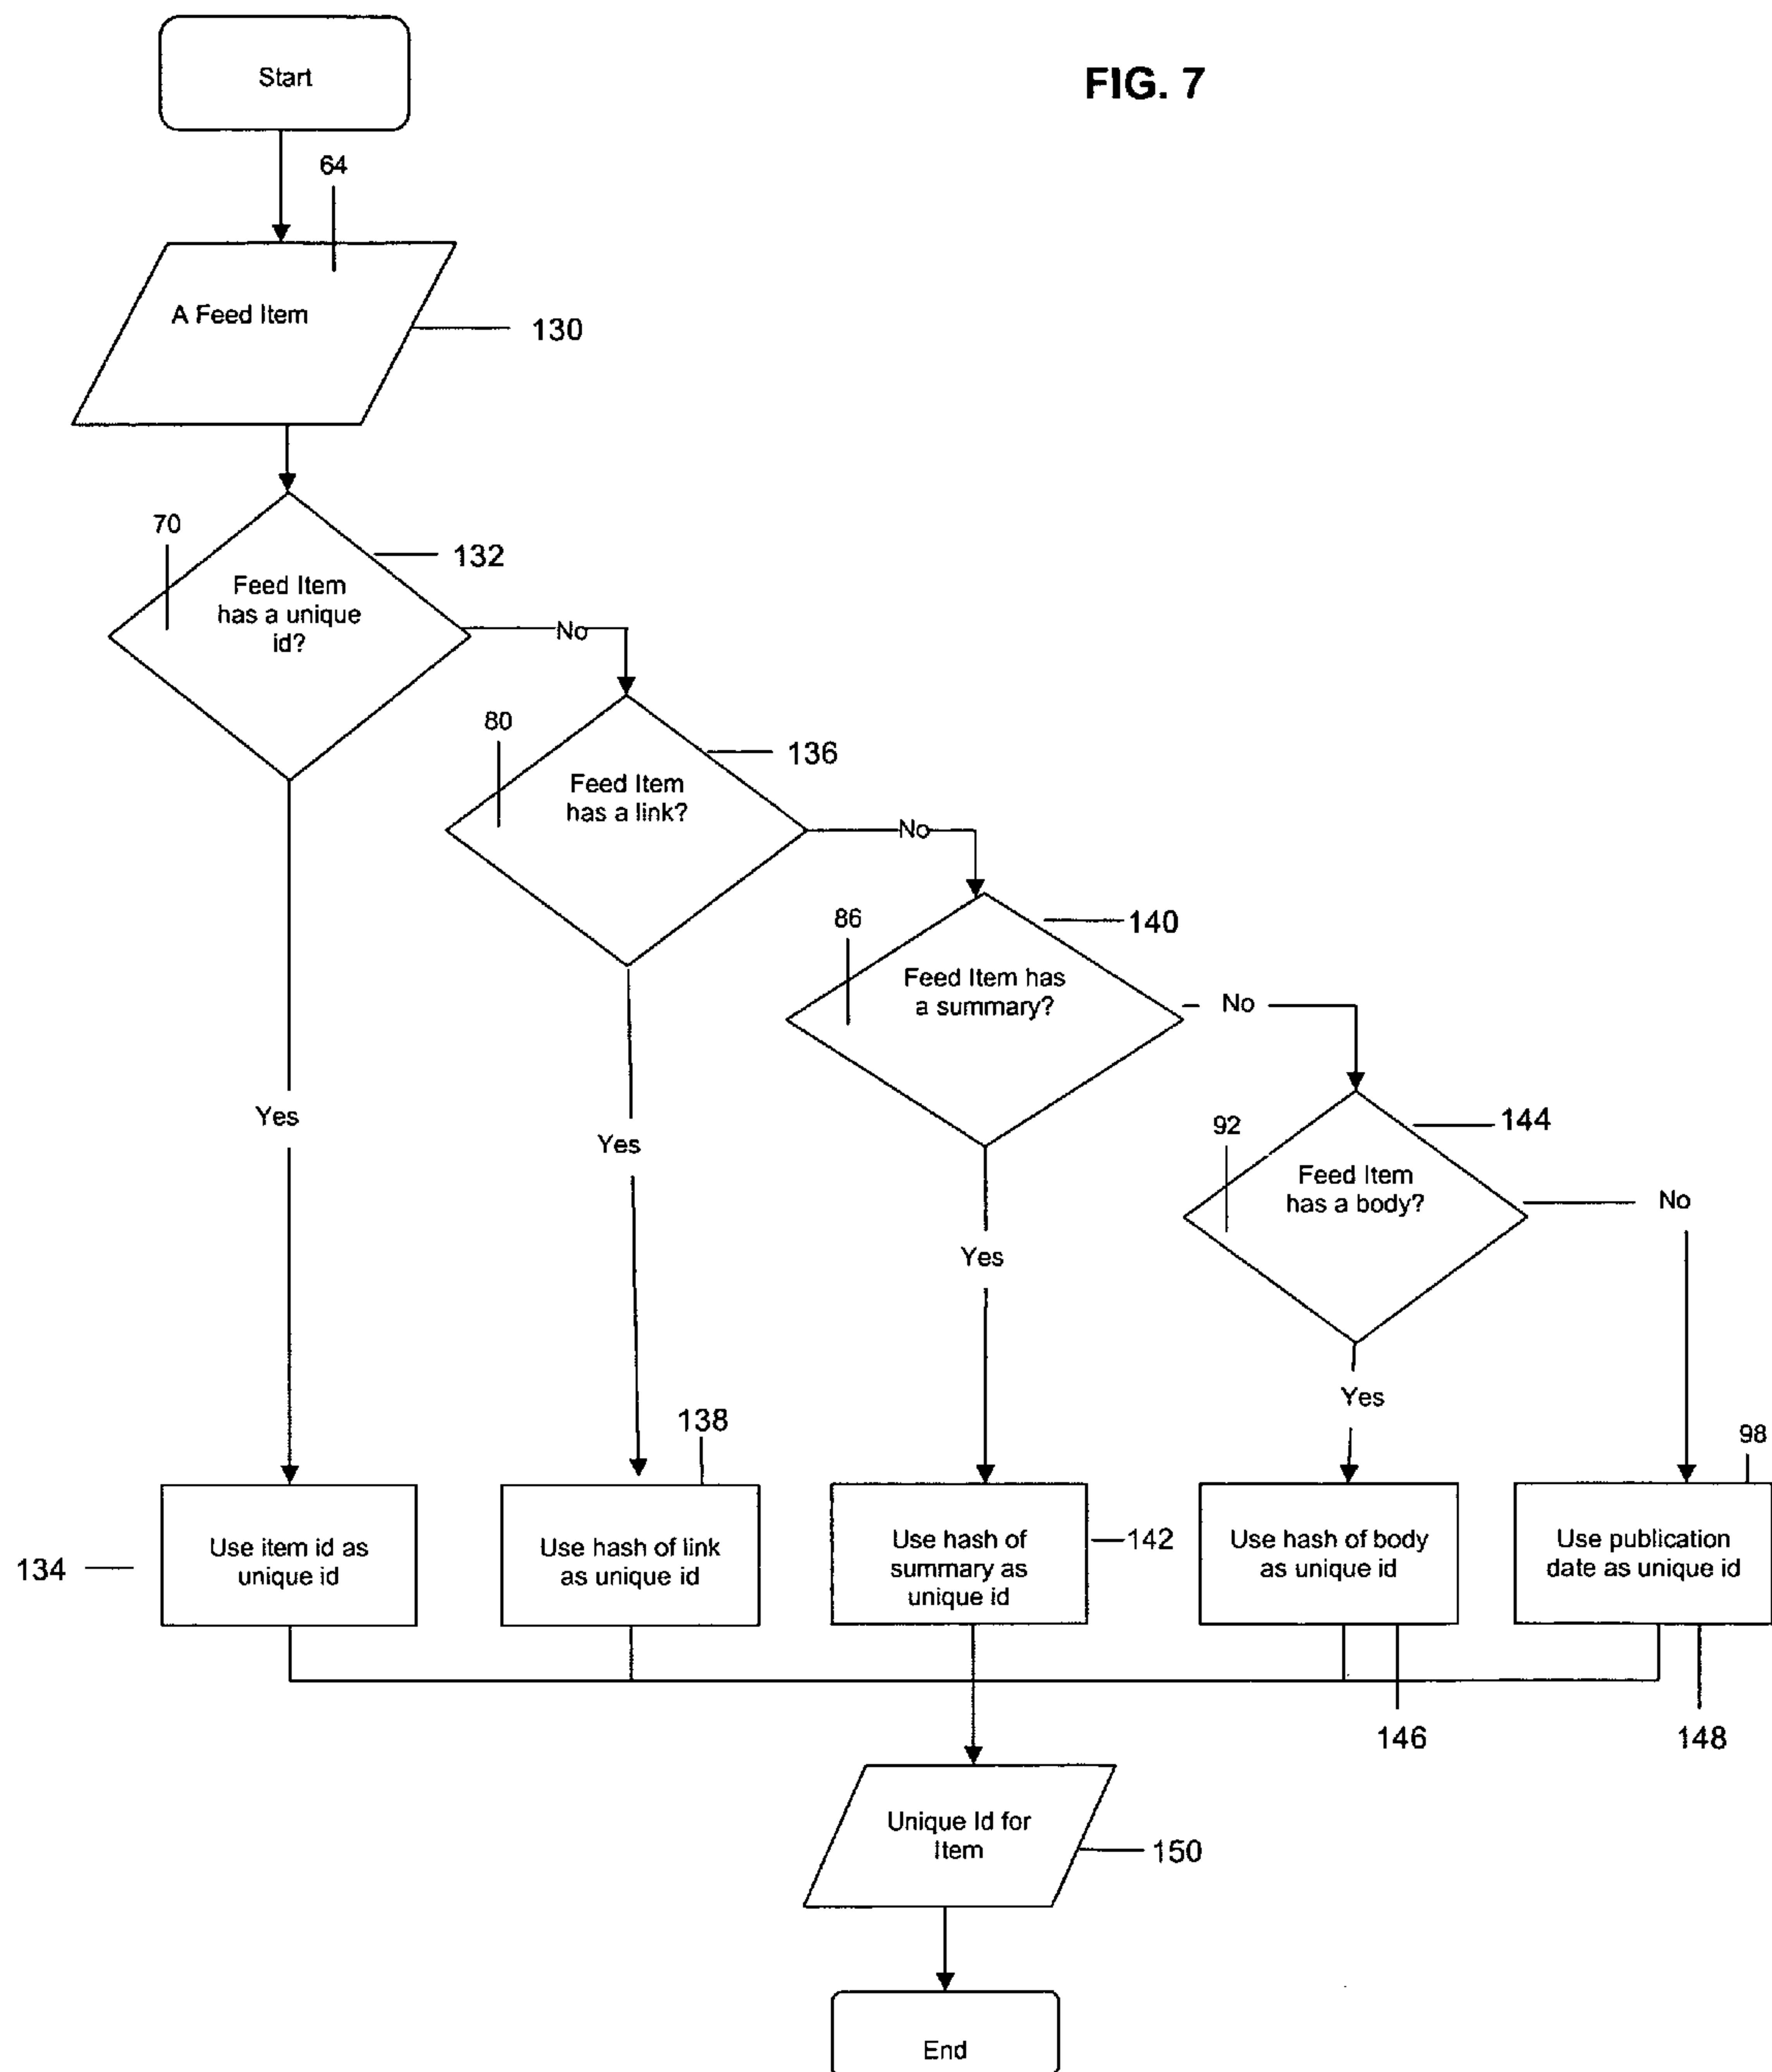 Start
FIG. 7
64
A Feed Item
130
70
132
Feed Item
has a unique
id?
No
80
136
Feed Item
has a link?
No
86
140
Feed Item has
a summary?
No
92
144
Feed Item
has a body?
No
Yes
Yes
Yes
Yes
138
98
134
Use item id as
unique id
Use hash of link
as unique id
Use hash of
summary as
unique id
142
Use hash of body
as unique id
Use publication
date as unique id
146
148
Unique Id for
Item
150
End